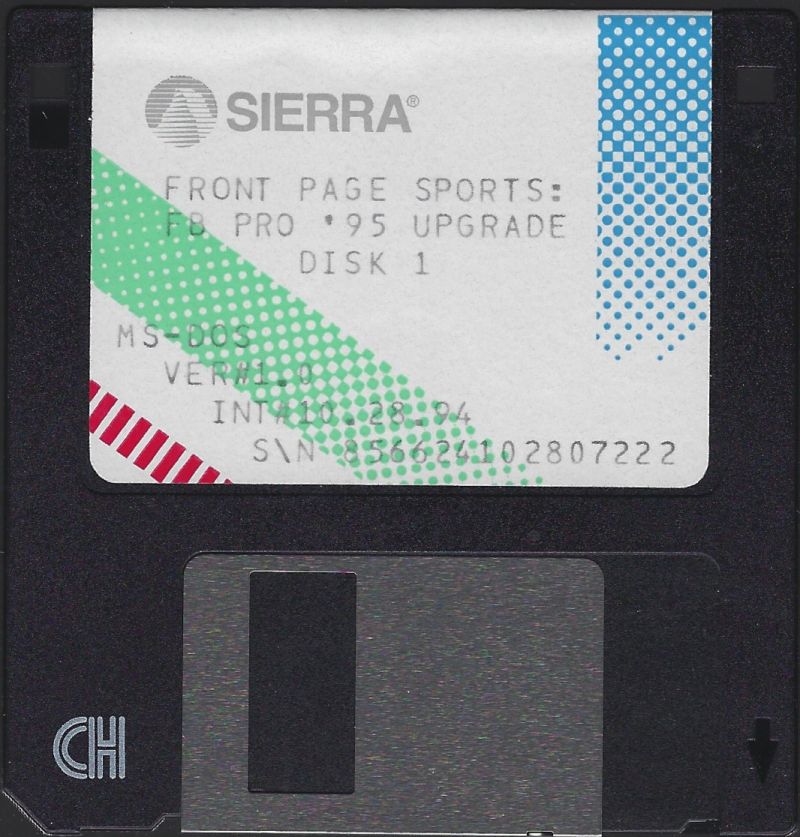 SIERRA®
FRONT PAGE SPORTS:
FB PRO '95 UPGRADE
DISK 1
MS-DOS
VER#1.0
INT#10.28.94
S\N 856624102807222
CH